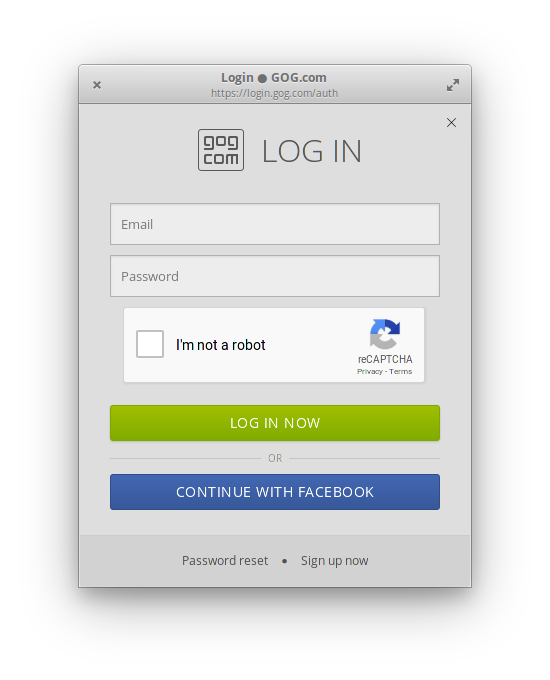 Login ● GOG.com
https://login.gog.com/auth
gog
com
LOG IN
Email
Password
I'm not a robot
reCAPTCHA
Privacy - Terms
LOG IN NOW
OR
CONTINUE WITH FACEBOOK
Password reset ● Sign up now